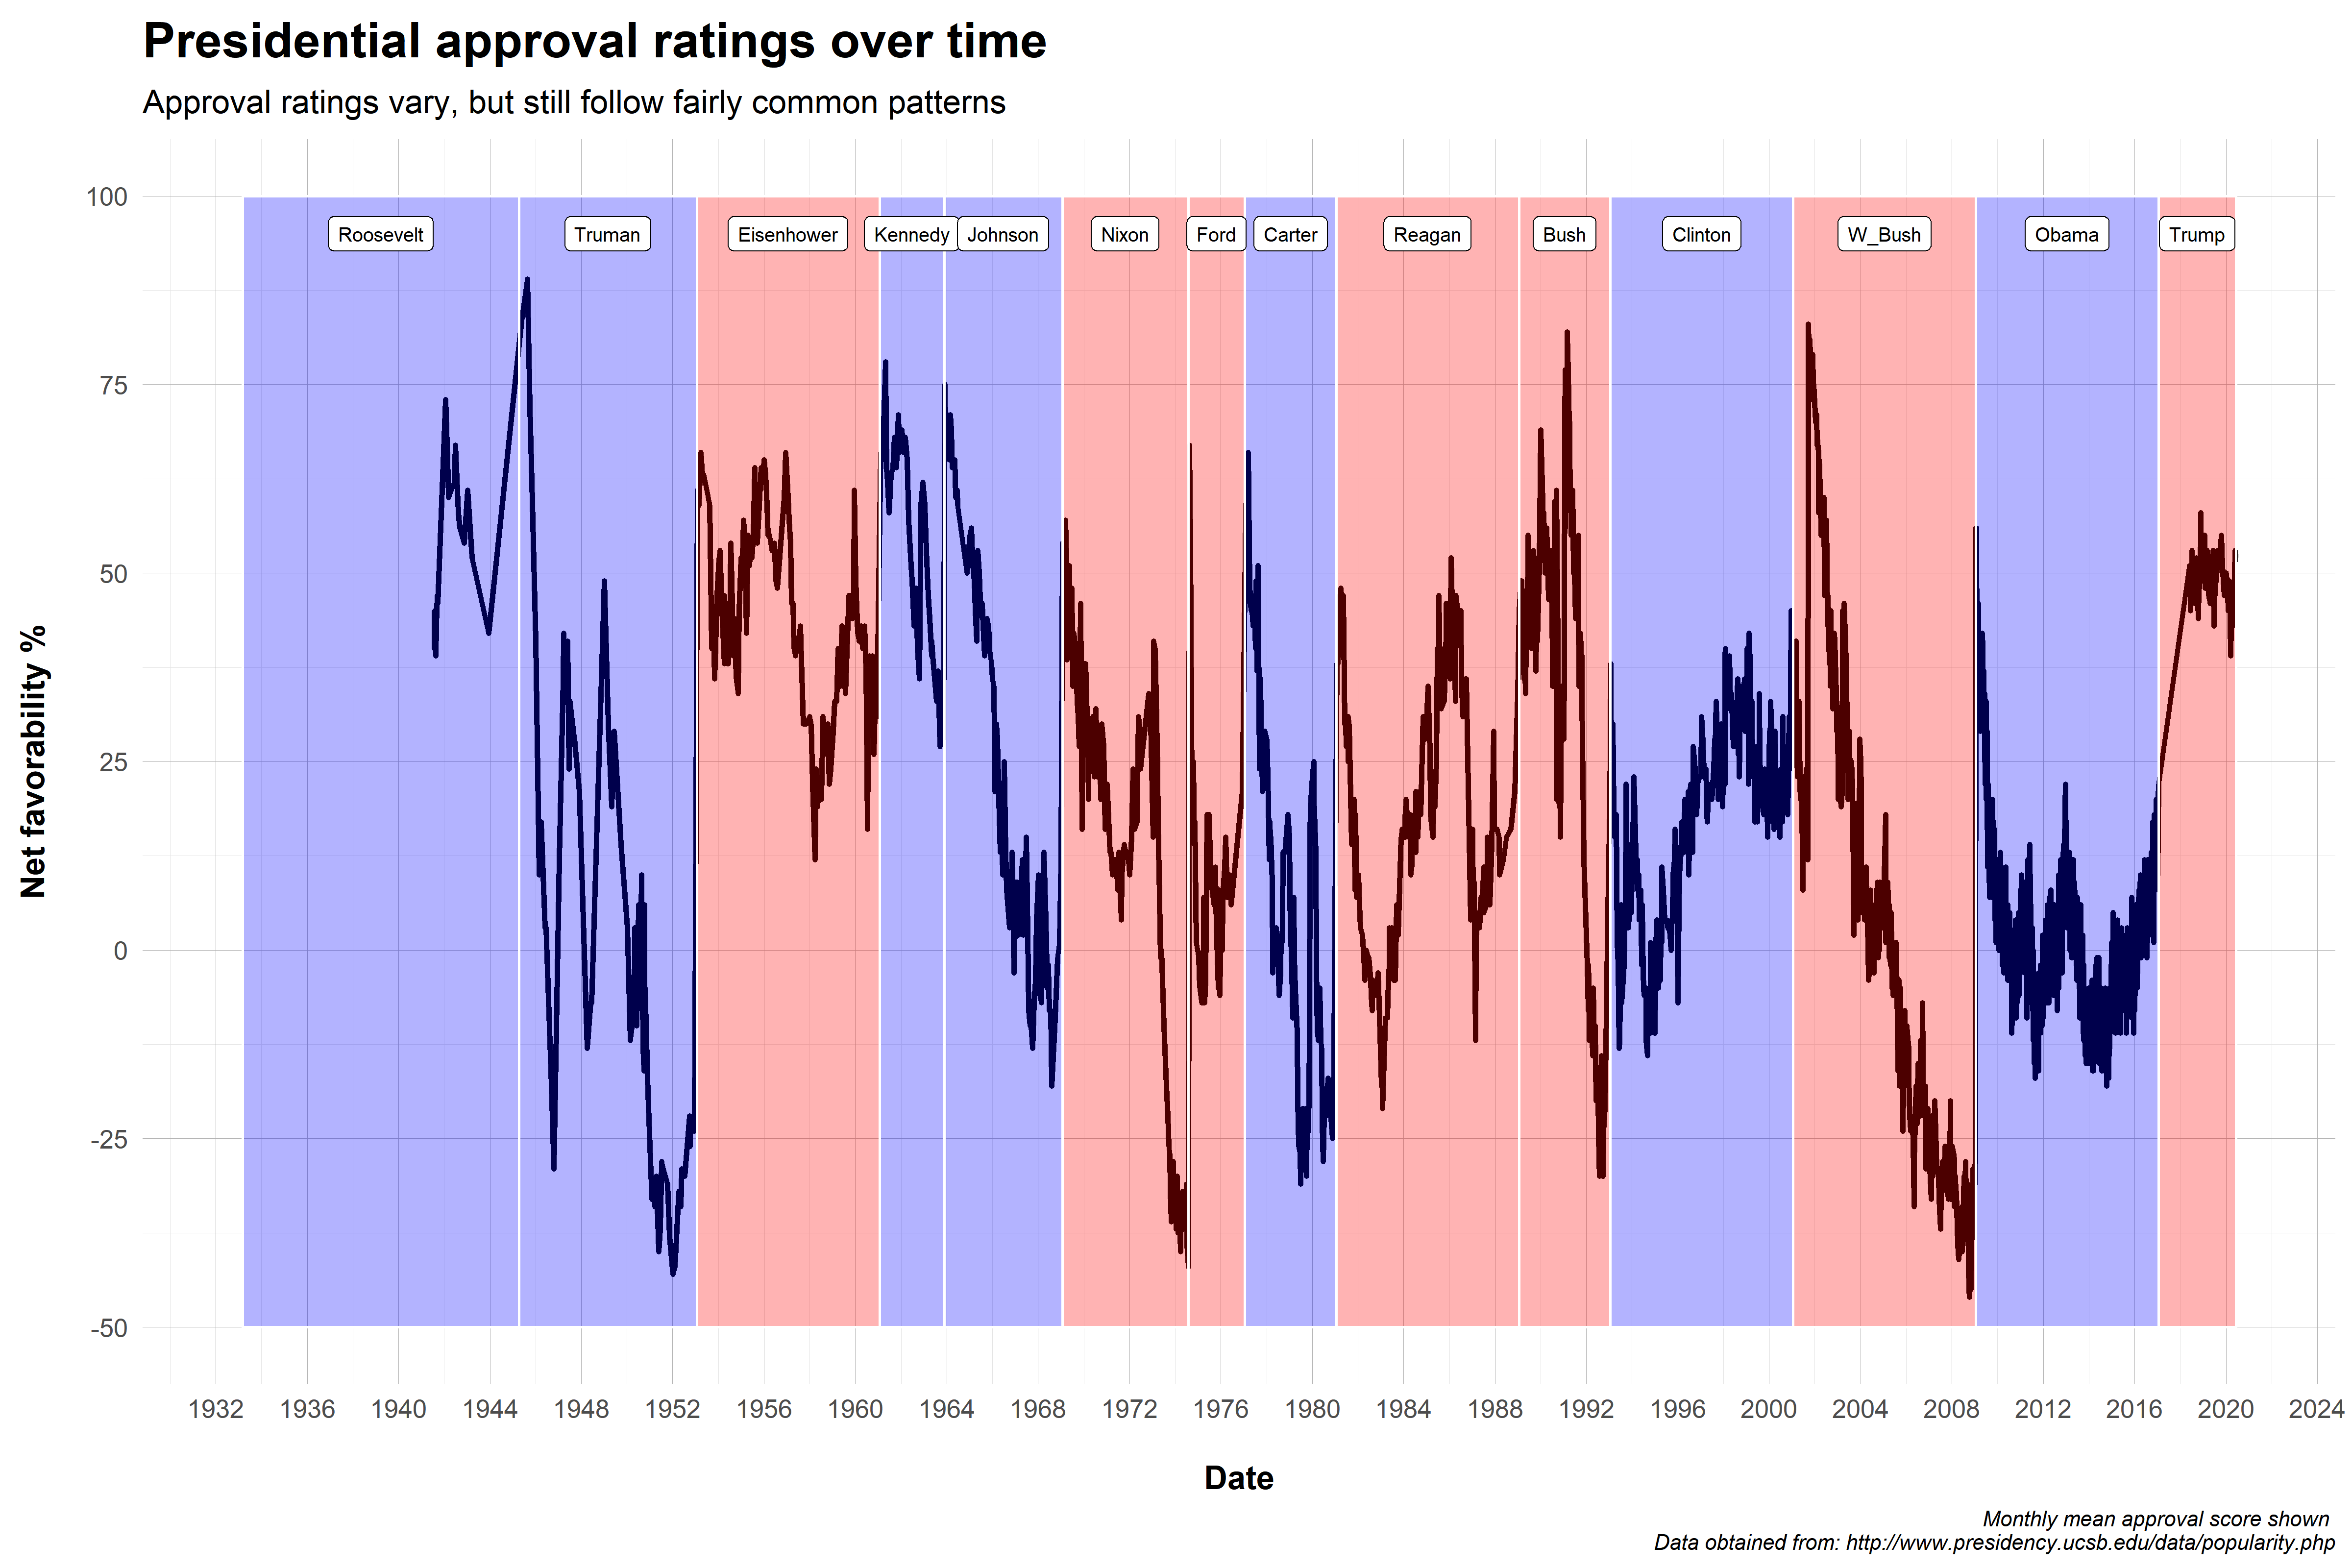 Presidential approval ratings over time
Approval ratings vary, but still follow fairly common patterns
Net favorability %
100
75
50
25
0
-25
-50
Roosevelt Truman Eisenhower Kennedy Johnson Nixon Ford Carter Reagan Bush Clinton W_Bush Obama Trump
1932 1936 1940 1944 1948 1952 1956 1960 1964 1968 1972 1976 1980 1984 1988 1992 1996 2000 2004 2008 2012 2016 2020 2024
Date
Monthly mean approval score shown
Data obtained from: http://www.presidency.ucsb.edu/data/popularity.php